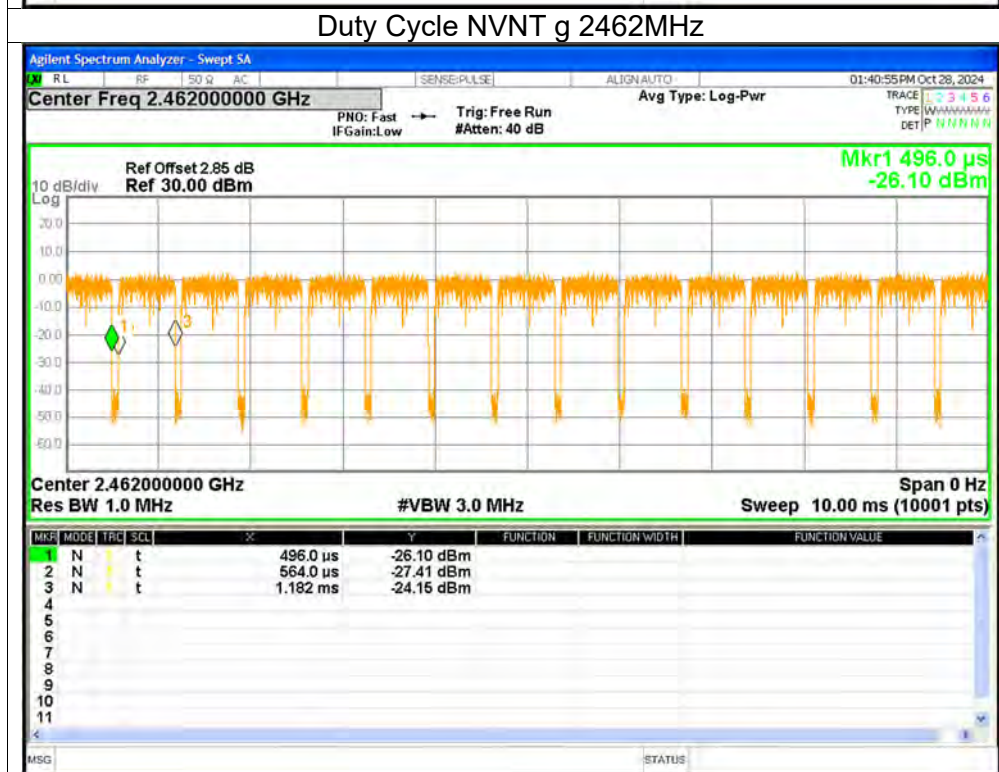 Duty Cycle NVNT g 2462MHz
Agilent Spectrum Analyzer - Swept SA
RL RF 50 Ω AC SENSE:PULSE ALIGN AUTO 01:40:55 PM Oct 28, 2024
Center Freq 2.462000000 GHz
PNO: Fast
IFGain:Low
Trig: Free Run
#Atten: 40 dB
Avg Type: Log-Pwr
TRACE 1 2 3 4 5 6
TYPE
DET P N N N N N
Mkr1 496.0 µs
-26.10 dBm
Ref Offset 2.85 dB
10 dB/div Ref 30.00 dBm
Log
20.0
10.0
0.00
-10.0
-20.0
-30.0
-40.0
-50.0
-60.0
1
3
Center 2.462000000 GHz Span 0 Hz
Res BW 1.0 MHz #VBW 3.0 MHz Sweep 10.00 ms (10001 pts)
MKR MODE TRC SCL X Y FUNCTION FUNCTION WIDTH FUNCTION VALUE
1 N t 496.0 µs -26.10 dBm
2 N t 564.0 µs -27.41 dBm
3 N t 1.182 ms -24.15 dBm
4
5
6
7
8
9
10
11
MSG STATUS